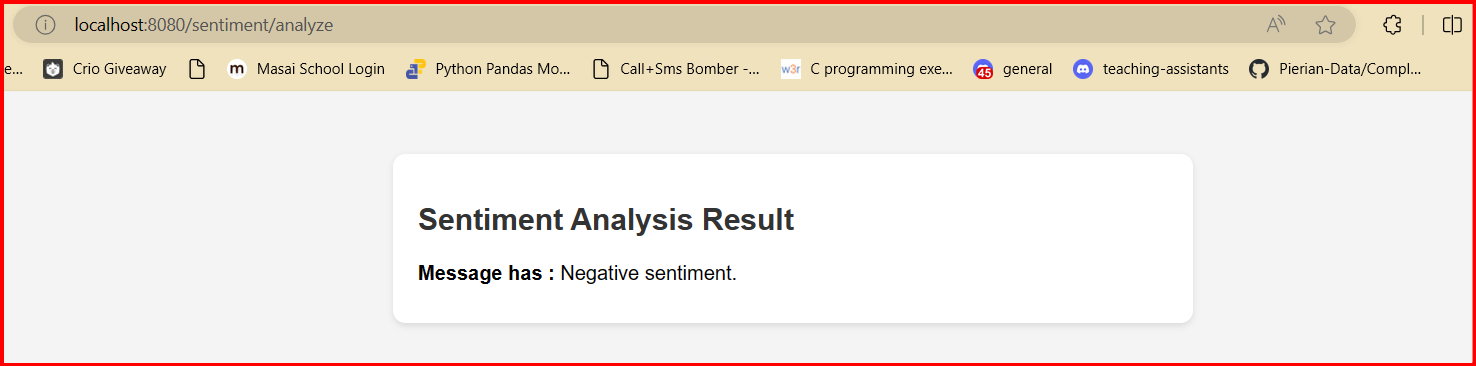 localhost:8080/sentiment/analyze
e... Crio Giveaway m Masai School Login Python Pandas Mo... Call+Sms Bomber -... w3r C programming exe... 45 general teaching-assistants Pierian-Data/Compl...
Sentiment Analysis Result
Message has : Negative sentiment.